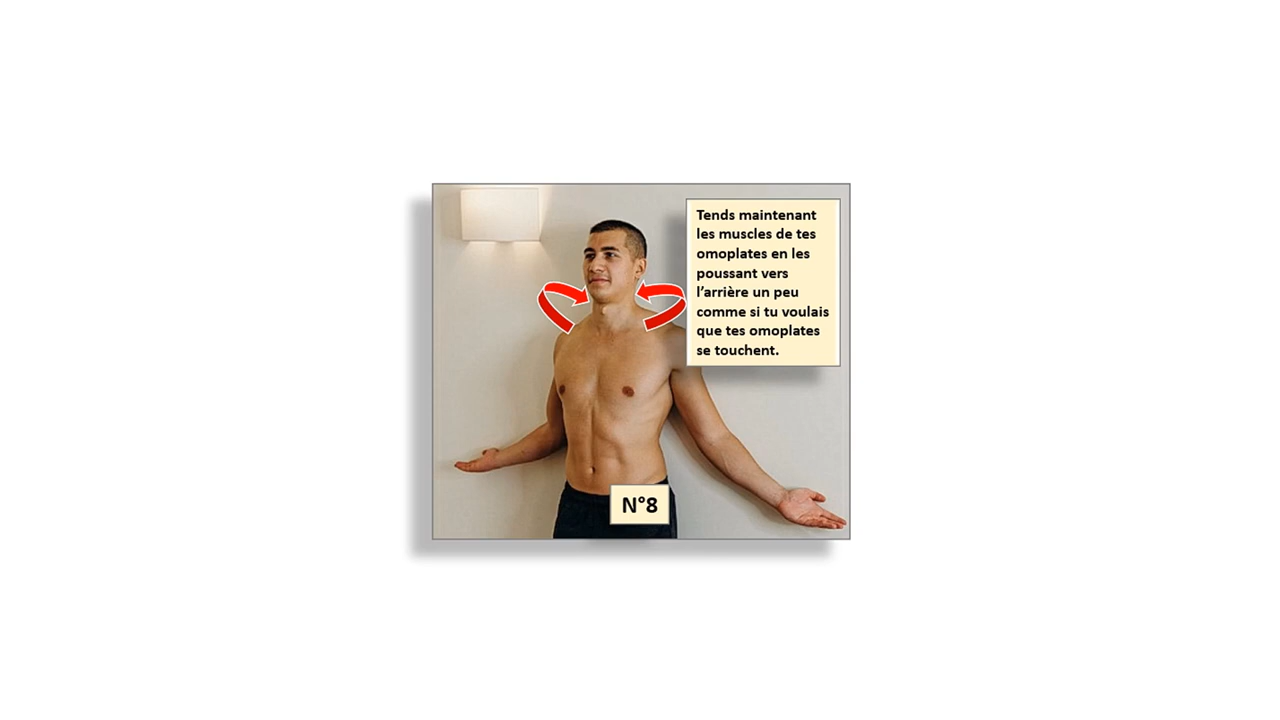 Tends maintenant
les muscles de tes
omoplates en les
poussant vers
l’arrière un peu
comme si tu voulais
que tes omoplates
se touchent.
N°8